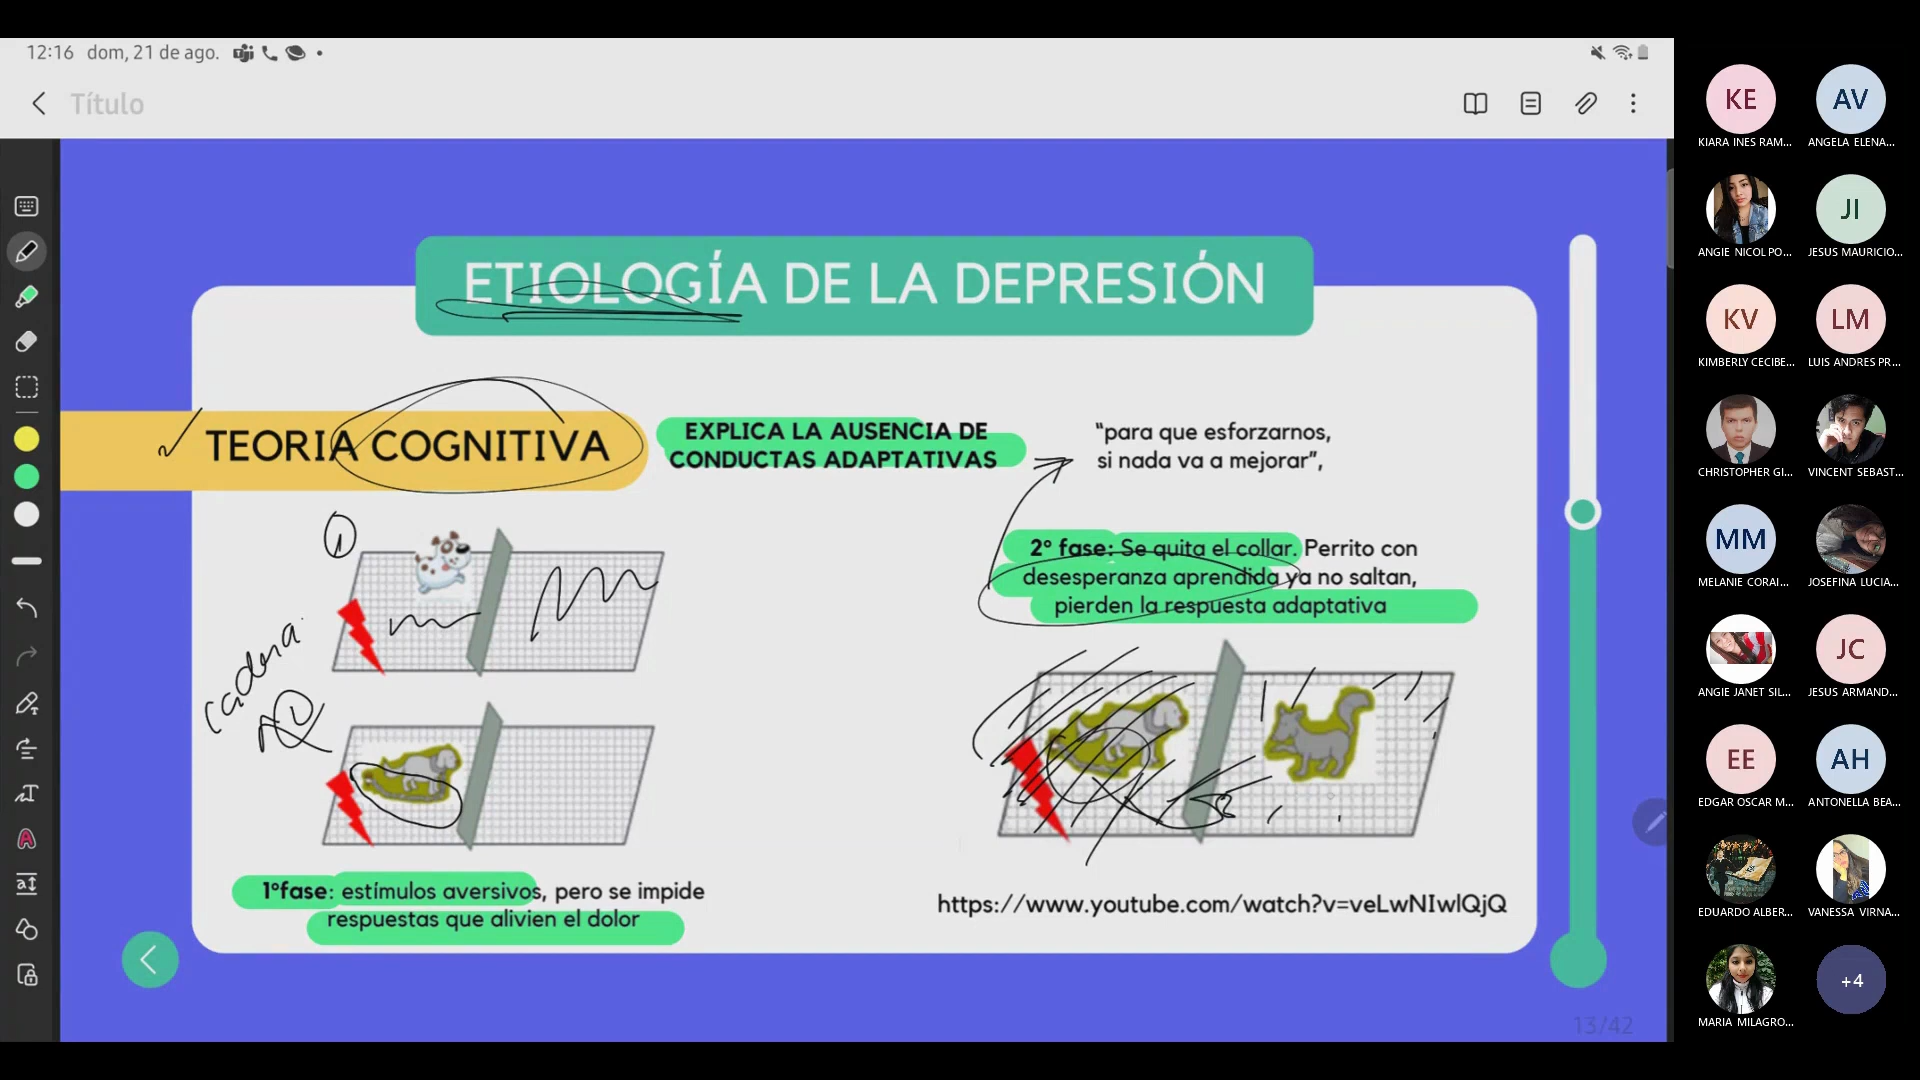 12:16 dom, 21 de ago.
Título
ETIOLOGÍA DE LA DEPRESIÓN
TEORIA COGNITIVA
EXPLICA LA AUSENCIA DE
CONDUCTAS ADAPTATIVAS
“para que esforzarnos,
si nada va a mejorar”,
1
cadena
2° fase: Se quita el collar. Perrito con
desesperanza aprendida ya no saltan,
pierden la respuesta adaptativa
1°fase: estímulos aversivos, pero se impide
respuestas que alivien el dolor
https://www.youtube.com/watch?v=veLwNIwlQjQ
13/42
KE
KIARA INES RAM...
AV
ANGELA ELENA...
ANGIE NICOL PO...
JI
JESUS MAURICIO...
KV
KIMBERLY CECIBE...
LM
LUIS ANDRES PR...
CHRISTOPHER GI...
VINCENT SEBAST...
MM
MELANIE CORAI...
JOSEFINA LUCIA...
ANGIE JANET SIL...
JC
JESUS ARMAND...
EE
EDGAR OSCAR M...
AH
ANTONELLA BEA...
EDUARDO ALBER...
VANESSA VIRNA...
MARIA MILAGRO...
+4